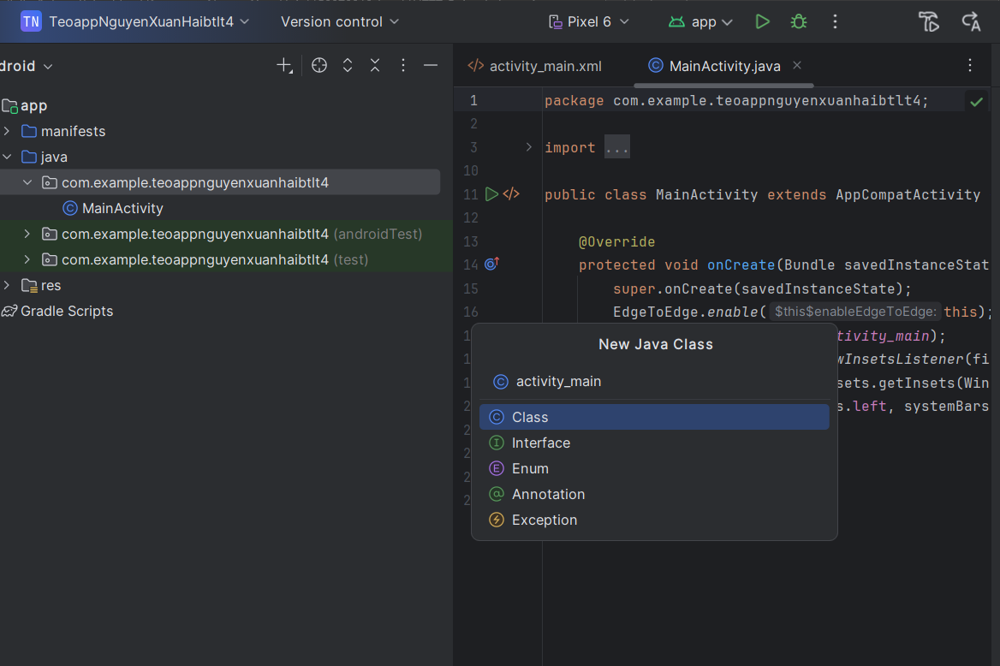 TN TeoappNguyenXuanHaibtlt4 Version control Pixel 6 app
droid
activity_main.xml MainActivity.java
app
manifests
java
com.example.teoappnguyenxuanhaibtlt4
MainActivity
com.example.teoappnguyenxuanhaibtlt4 (androidTest)
com.example.teoappnguyenxuanhaibtlt4 (test)
res
Gradle Scripts
1 package com.example.teoappnguyenxuanhaibtlt4;
2
3 import ...
10
11 public class MainActivity extends AppCompatActivity
12
13 @Override
14 protected void onCreate(Bundle savedInstanceStat
15 super.onCreate(savedInstanceState);
16 EdgeToEdge.enable( $this$enableEdgeToEdge: this);
1 tivity_main);
1 wInsetsListener(fi
1 sets.getInsets(Win
2 s.left, systemBars
2
2
2
2
New Java Class
activity_main
Class
Interface
Enum
Annotation
Exception